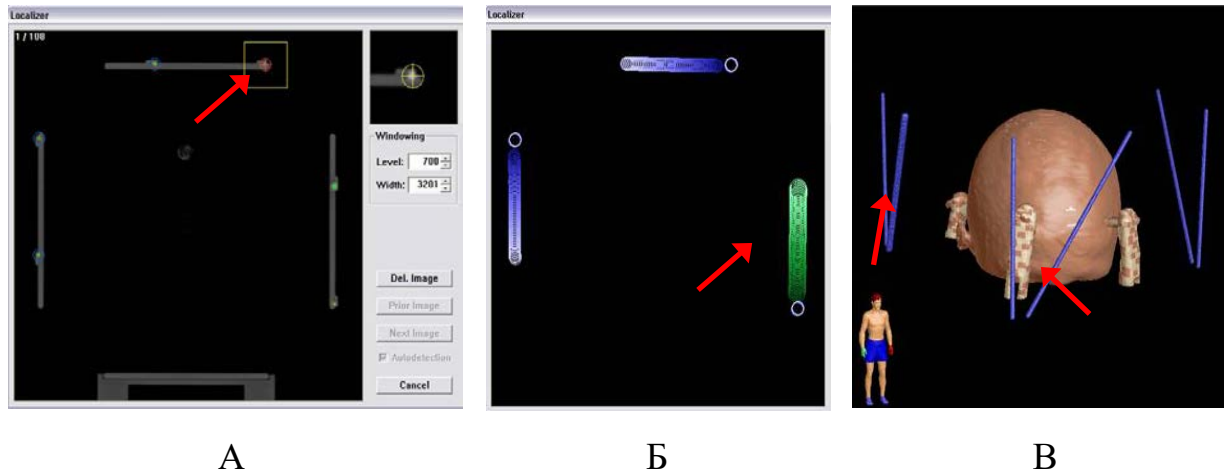 Localizer
1 / 100
Windowing
Level: 700
Width: 3201
Del. Image
Prior Image
Next Image
Autodetection
Cancel
Localizer
А
Б
В